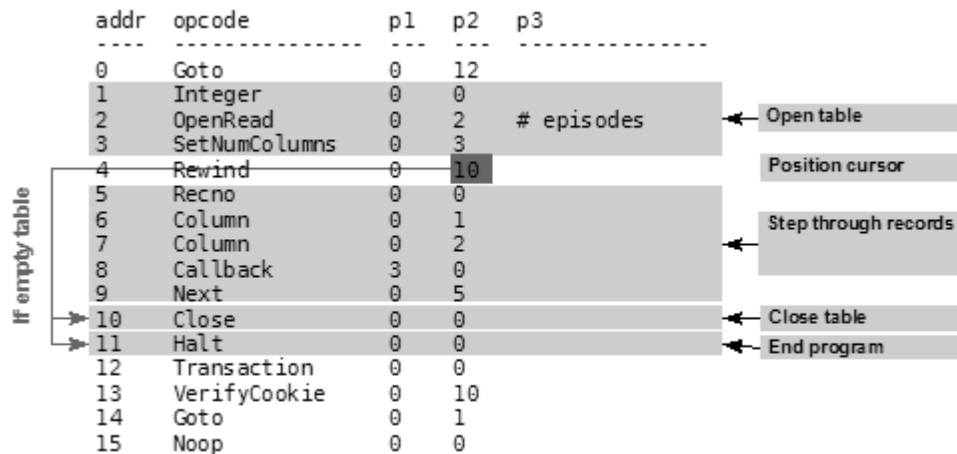 addr opcode p1 p2 p3
---- --------------- --- --- ---------------
0 Goto 0 12
1 Integer 0 0
2 OpenRead 0 2 # episodes Open table
3 SetNumColumns 0 3
4 Rewind 0 10 Position cursor
5 Recno 0 0
6 Column 0 1 Step through records
7 Column 0 2
8 Callback 3 0
9 Next 0 5
10 Close 0 0 Close table
11 Halt 0 0 End program
12 Transaction 0 0
13 VerifyCookie 0 10
14 Goto 0 1
15 Noop 0 0
If empty table